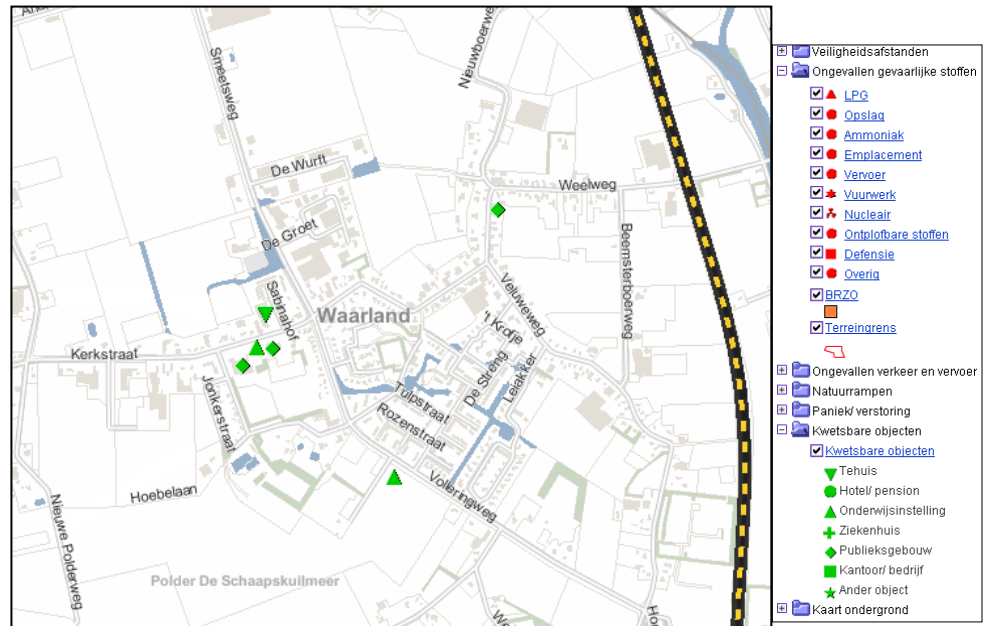 Smeetsweg
Nieuwboerweg
De Wurft
Weelweg
De Groet
Beemsterboerweg
Sabinahof
Veluweweg
Waarland
't Krofje
Kerkstraat
De Streng
Leiakker
Jonkerstraat
Tulpstraat
Rozenstraat
Volleringweg
Hoebelaan
Nieuwe Polderweg
Polder De Schaapskuilmeer
Veiligheidsafstanden
Ongevallen gevaarlijke stoffen
LPG
Opslag
Ammoniak
Emplacement
Vervoer
Vuurwerk
Nucleair
Ontplofbare stoffen
Defensie
Overig
BRZO
Terreingrens
Ongevallen verkeer en vervoer
Natuurrampen
Paniek/ verstoring
Kwetsbare objecten
Kwetsbare objecten
Tehuis
Hotel/ pension
Onderwijsinstelling
Ziekenhuis
Publieksgebouw
Kantoor/ bedrijf
Ander object
Kaart ondergrond